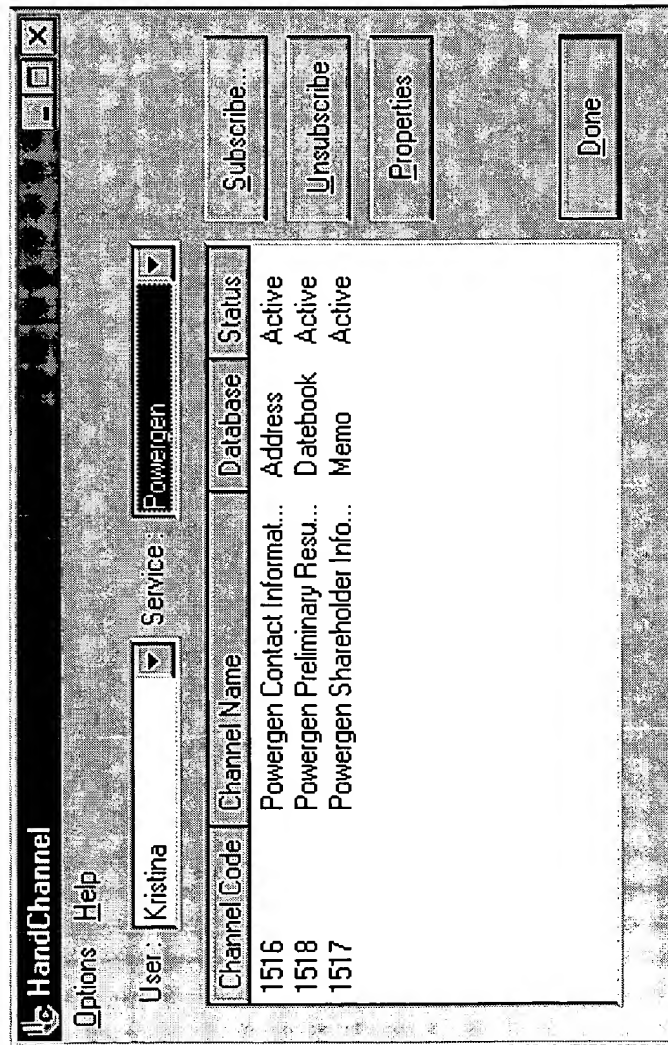 HandChannel
Options Help
User : Kristina Service : Powergen
Channel Code Channel Name Database Status
1516 Powergen Contact Informat... Address Active
1518 Powergen Preliminary Resu... Datebook Active
1517 Powergen Shareholder Info... Memo Active
Subscribe...
Unsubscribe
Properties
Done